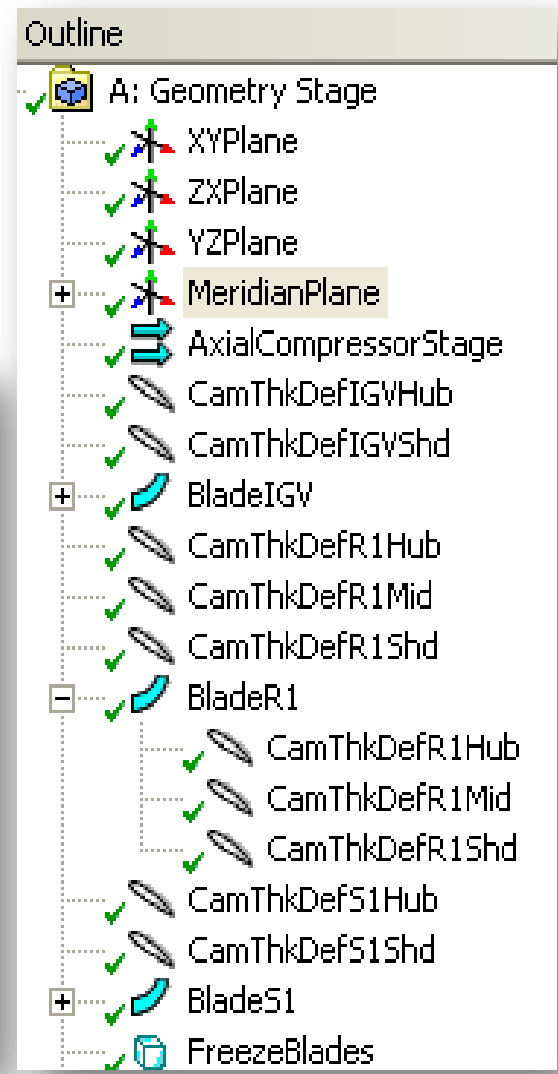 Outline
A: Geometry Stage
XYPlane
ZXPlane
YZPlane
MeridianPlane
AxialCompressorStage
CamThkDefIGVHub
CamThkDefIGVShd
BladeIGV
CamThkDefR1Hub
CamThkDefR1Mid
CamThkDefR1Shd
BladeR1
CamThkDefR1Hub
CamThkDefR1Mid
CamThkDefR1Shd
CamThkDefS1Hub
CamThkDefS1Shd
BladeS1
FreezeBlades